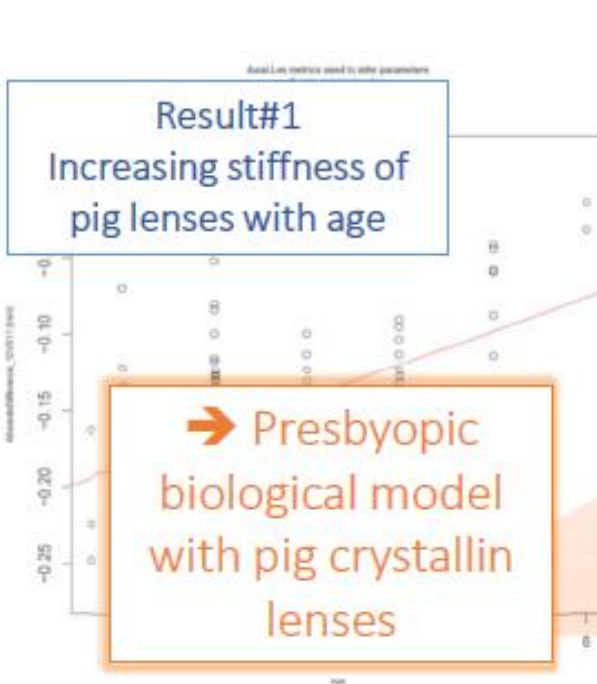 Result#1
Increasing stiffness of
pig lenses with age
-0.10
-0.15
-0.20
-0.25
➔ Presbyopic
biological model
with pig crystallin
lenses